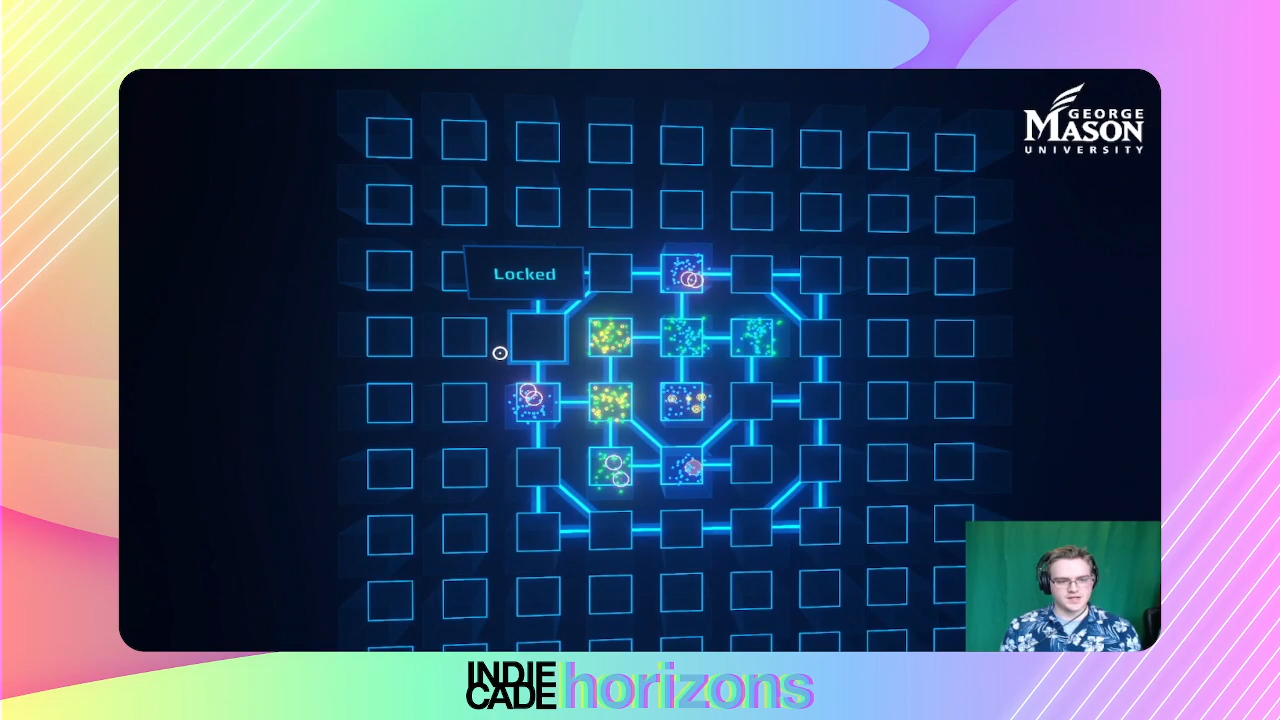 GEORGE
MASON
UNIVERSITY
Locked
INDIE
CADE
horizons